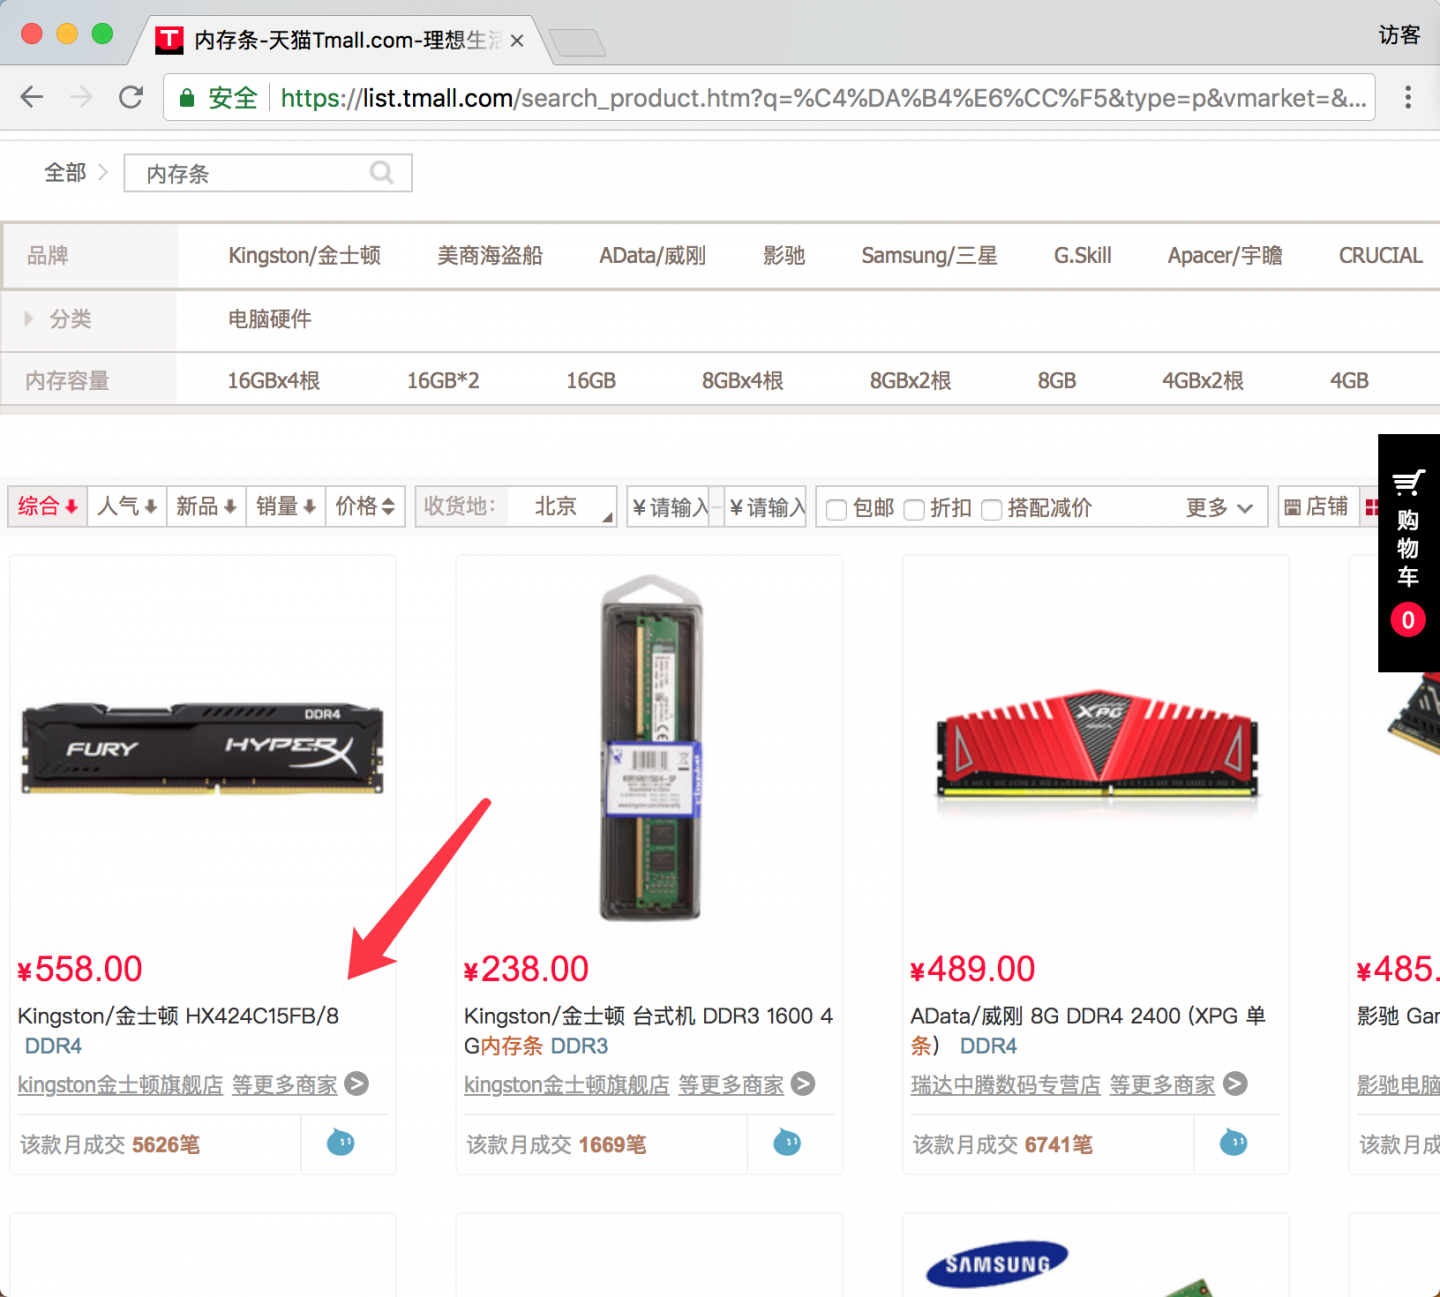 内存条-天猫Tmall.com-理想生活
访客
安全 https://list.tmall.com/search_product.htm?q=%C4%DA%B4%E6%CC%F5&type=p&vmarket=&...
全部 内存条
品牌 Kingston/金士顿 美商海盗船 AData/威刚 影驰 Samsung/三星 G.Skill Apacer/宇瞻 CRUCIAL
分类 电脑硬件
内存容量 16GBx4根 16GB*2 16GB 8GBx4根 8GBx2根 8GB 4GBx2根 4GB
综合 人气 新品 销量 价格 收货地: 北京 ¥请输入 - ¥请输入 包邮 折扣 搭配减价 更多 店铺
购物车
0
DDR4
FURY HYPERX
XPG
¥558.00
Kingston/金士顿 HX424C15FB/8
DDR4
kingston金士顿旗舰店 等更多商家
该款月成交 5626笔
¥238.00
Kingston/金士顿 台式机 DDR3 1600 4
G内存条 DDR3
kingston金士顿旗舰店 等更多商家
该款月成交 1669笔
¥489.00
AData/威刚 8G DDR4 2400 (XPG 单
条) DDR4
瑞达中腾数码专营店 等更多商家
该款月成交 6741笔
¥485.
影驰 Gar
影驰电脑
该款月成
SAMSUNG